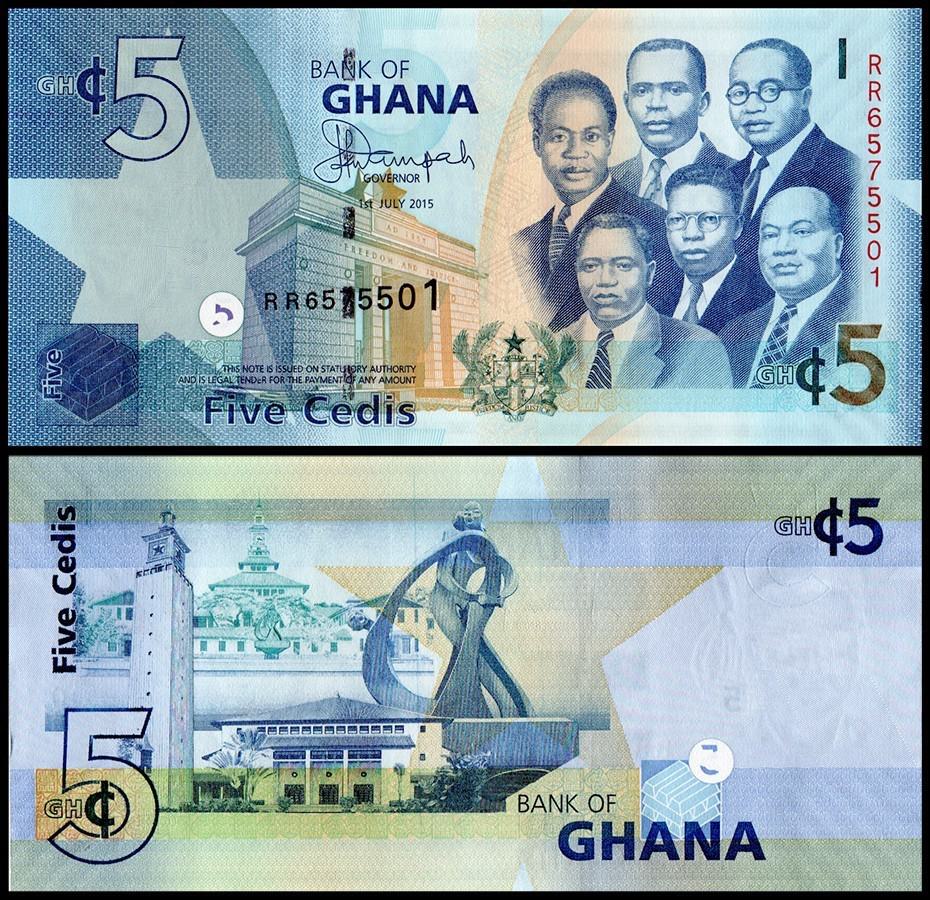 GH¢5
BANK OF
GHANA
GOVERNOR
1st JULY 2015
AD 1957
FREEDOM AND JUSTICE
RR6575501
RR6575501
THIS NOTE IS ISSUED ON STATUTORY AUTHORITY
AND IS LEGAL TENDER FOR THE PAYMENT OF ANY AMOUNT
Five
Five Cedis
GH¢5
Five Cedis
GH¢5
GH¢5
BANK OF
GHANA